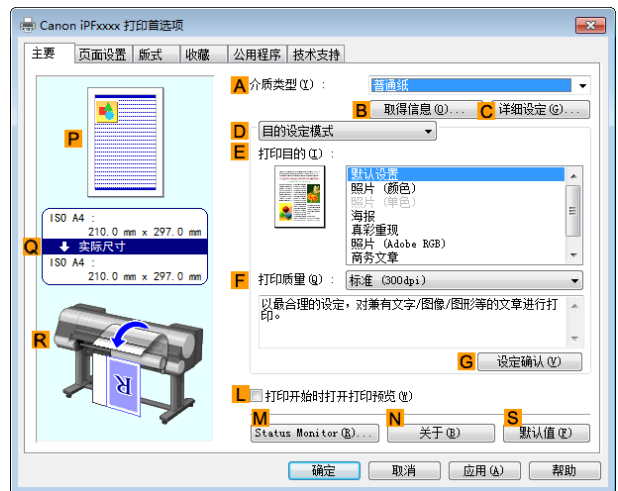 Canon iPFxxxx 打印首选项
主要 页面设置 版式 收藏 公用程序 技术支持
A 介质类型(Y) : 普通纸
B 取得信息(O)... C 详细设定(G)...
D 目的设定模式
E 打印目的(I) :
默认设置
照片 (颜色)
照片 (单色)
海报
真彩重现
照片 (Adobe RGB)
商务文章
F 打印质量(Q) : 标准 (300dpi)
以最合理的设定，对兼有文字/图像/图形等的文章进行打
印。
G 设定确认(V)
L 打印开始时打开打印预览(W)
M N S
Status Monitor(R)... 关于(B) 默认值(F)
P
ISO A4 :
210.0 mm x 297.0 mm
Q 实际尺寸
ISO A4 :
210.0 mm x 297.0 mm
R
R
确定 取消 应用(A) 帮助